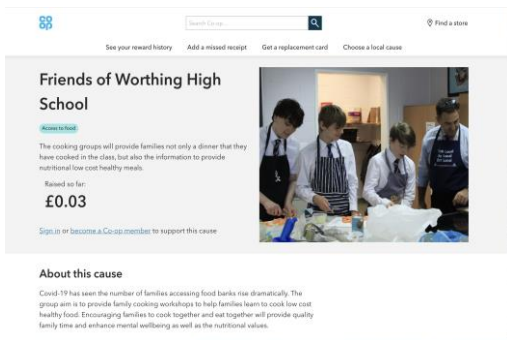 CO
OP
Search Co-op ...
Find a store
See your reward history
Add a missed receipt
Get a replacement card
Choose a local cause
Friends of Worthing High
School
Access to food
The cooking groups will provide families not only a dinner that they
have cooked in the class, but also the information to provide
nutritional low cost healthy meals.
Raised so far:
£0.03
Sign in or become a Co-op member to support this cause
About this cause
Covid-19 has seen the number of families accessing food banks rise dramatically. The
group aim is to provide family cooking workshops to help families learn to cook low cost
healthy food. Encouraging families to cook together and eat together will provide quality
family time and enhance mental wellbeing as well as the nutritional values.